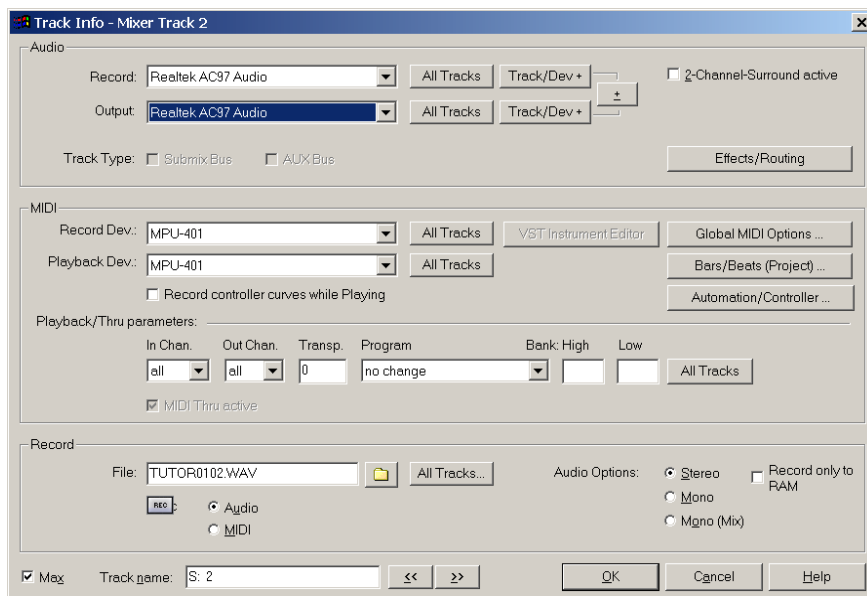 Track Info - Mixer Track 2
Audio
Record: Realtek AC97 Audio All Tracks Track/Dev + 2-Channel-Surround active
±
Output: Realtek AC97 Audio All Tracks Track/Dev +
Track Type: Submix Bus AUX Bus Effects/Routing
MIDI
Record Dev.: MPU-401 All Tracks VST Instrument Editor Global MIDI Options ...
Playback Dev.: MPU-401 All Tracks Bars/Beats (Project) ...
Record controller curves while Playing Automation/Controller ...
Playback/Thru parameters:
In Chan. Out Chan. Transp. Program Bank: High Low
all all 0 no change All Tracks
MIDI Thru active
Record
File: TUTOR0102.WAV All Tracks... Audio Options: Stereo Record only to RAM
REC Audio Mono
MIDI Mono (Mix)
Max Track name: S: 2 << >> OK Cancel Help